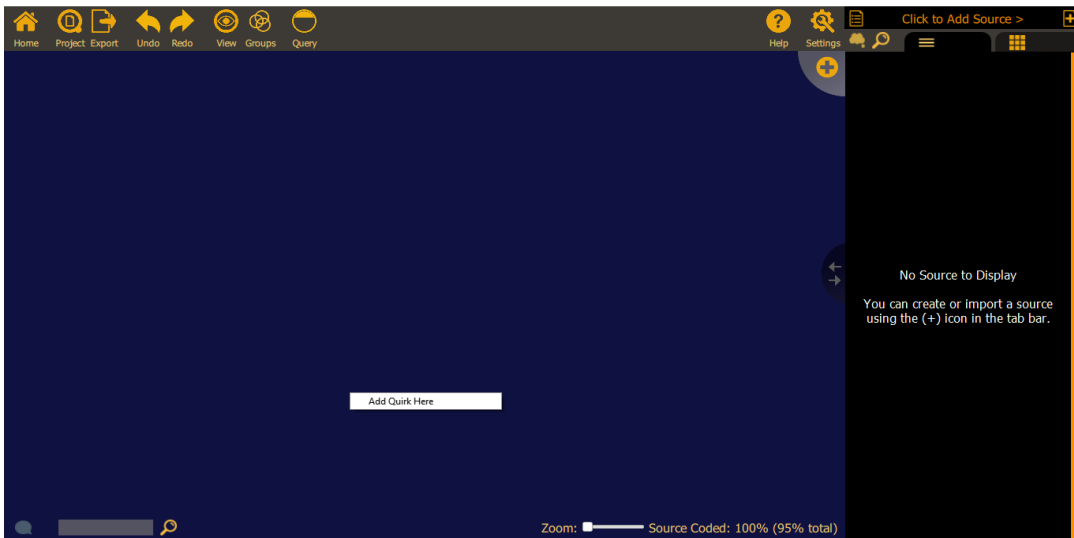 Home Project Export Undo Redo View Groups Query Help Settings
Click to Add Source >
No Source to Display
You can create or import a source
using the (+) icon in the tab bar.
Add Quirk Here
Zoom: Source Coded: 100% (95% total)